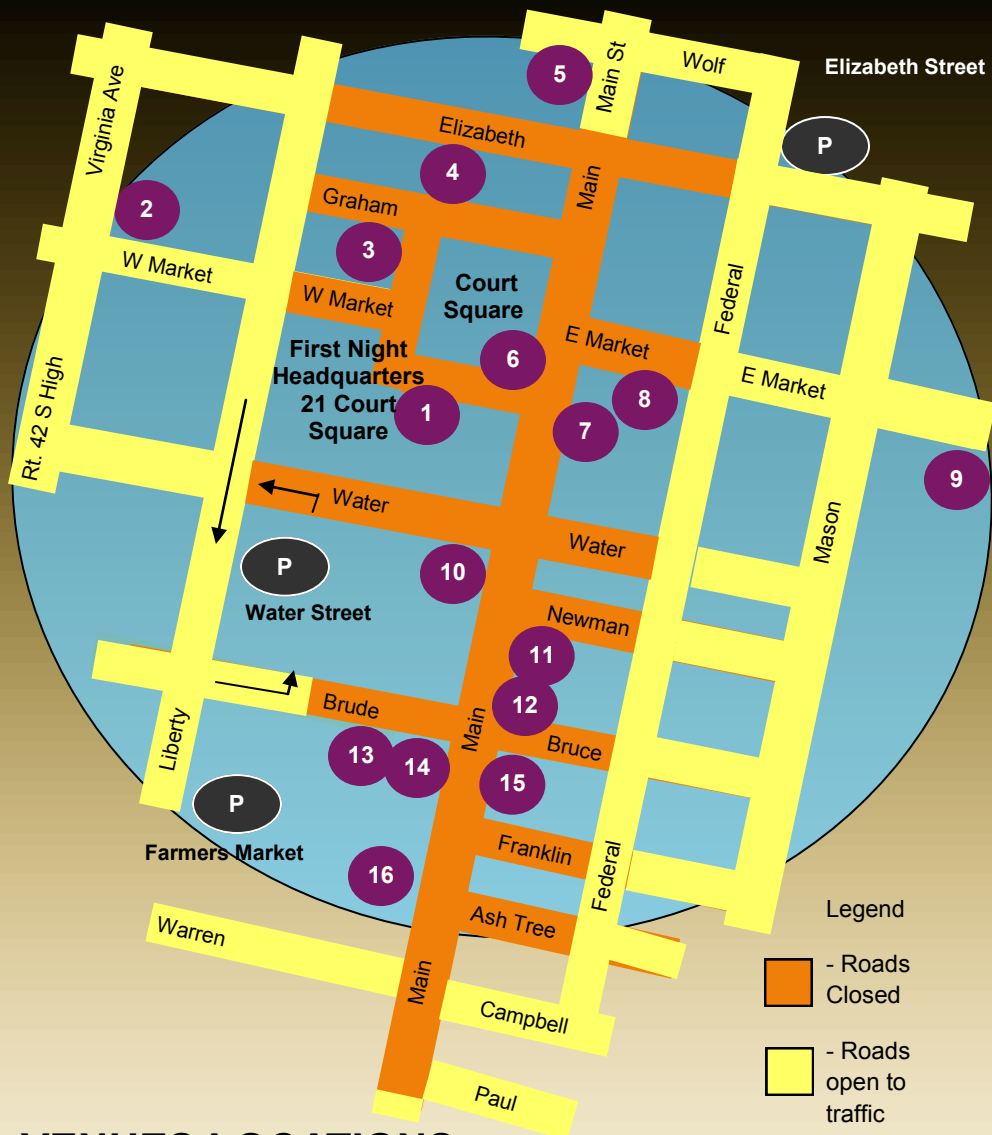 Wolf
Main St
5
Elizabeth Street
Virginia Ave
Elizabeth
P
4
Main
2
Graham
3
W Market
W Market
Court
Square
Federal
E Market
6
E Market
First Night
Headquarters
21 Court
Square
1
8
7
Rt. 42 S High
9
Water
Water
Mason
P
Water Street
10
Newman
11
12
Brude
Main
Bruce
Liberty
13
14
15
P
Farmers Market
Franklin
16
Federal
Ash Tree
Warren
Main
Campbell
Paul
Legend
- Roads
Closed
- Roads
open to
traffic
VENUES LOCATIONS